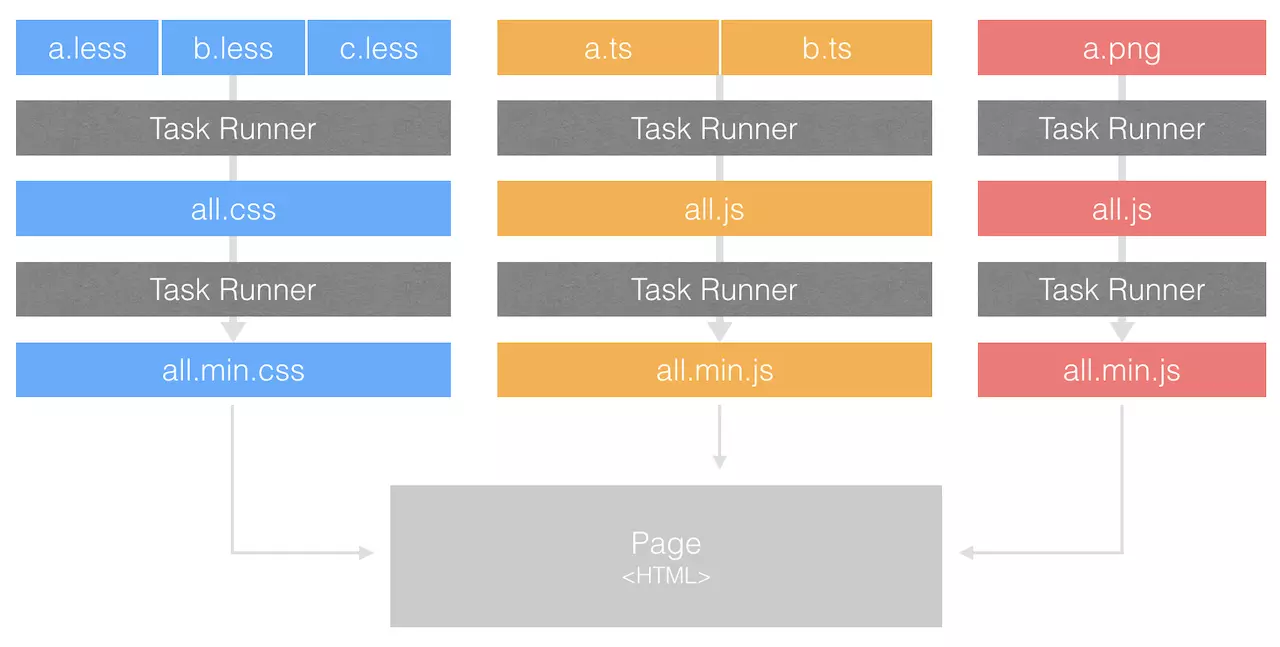 a.less b.less c.less a.ts b.ts a.png
Task Runner Task Runner Task Runner
all.css all.js all.js
Task Runner Task Runner Task Runner
all.min.css all.min.js all.min.js
Page
<HTML>